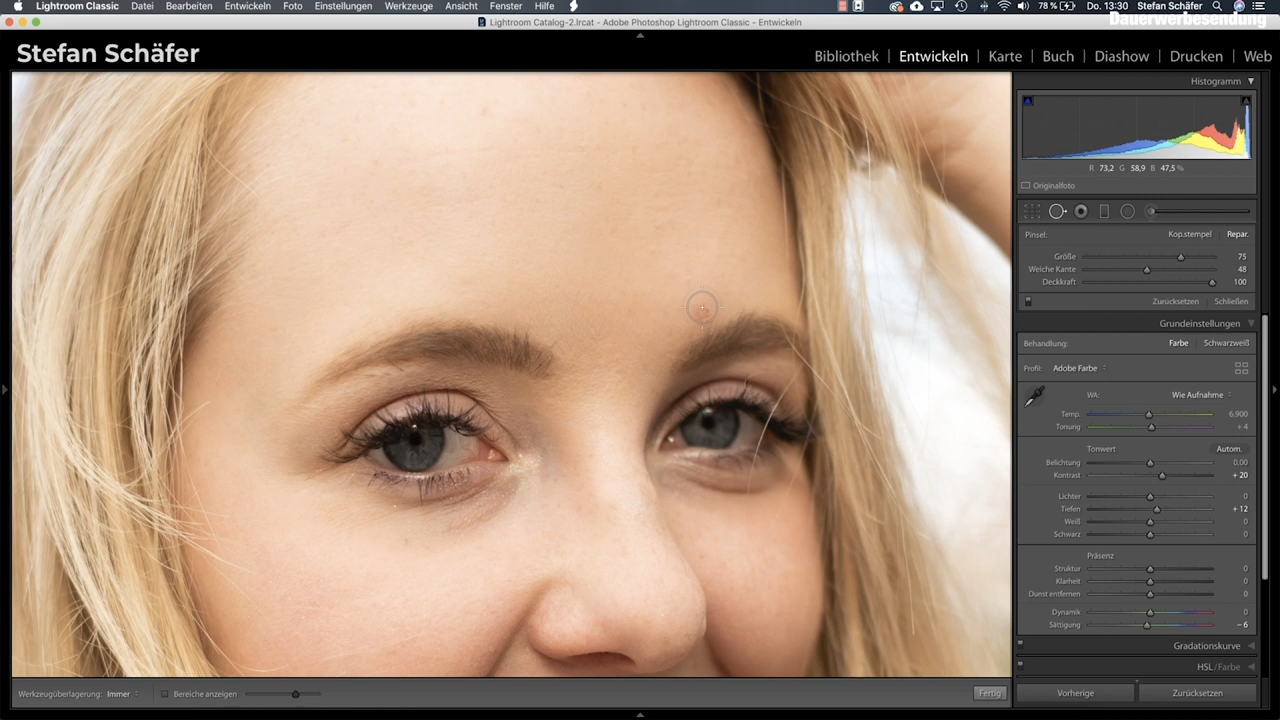 Lightroom Classic Datei Bearbeiten Entwickeln Foto Einstellungen Werkzeuge Ansicht Fenster Hilfe 78 % Do. 13:30 Stefan Schäfer
Lightroom Catalog-2.lrcat - Adobe Photoshop Lightroom Classic - Entwickeln
Dauerwerbesendung
Stefan Schäfer
Bibliothek | Entwickeln | Karte | Buch | Diashow | Drucken | Web
Histogramm
R 73,2 G 58,9 B 47,5 %
Originalfoto
Pinsel: Kop.stempel Repar.
Größe 75
Weiche Kante 48
Deckkraft 100
Zurücksetzen Schließen
Grundeinstellungen
Behandlung: Farbe Schwarzweiß
Profil: Adobe Farbe
WA: Wie Aufnahme
Temp. 6.900
Tonung + 4
Tonwert Autom.
Belichtung 0,00
Kontrast + 20
Lichter 0
Tiefen + 12
Weiß 0
Schwarz 0
Präsenz
Struktur 0
Klarheit 0
Dunst entfernen 0
Dynamik 0
Sättigung – 6
Gradationskurve
HSL / Farbe
Werkzeugüberlagerung: Immer Bereiche anzeigen Fertig
Vorherige Zurücksetzen